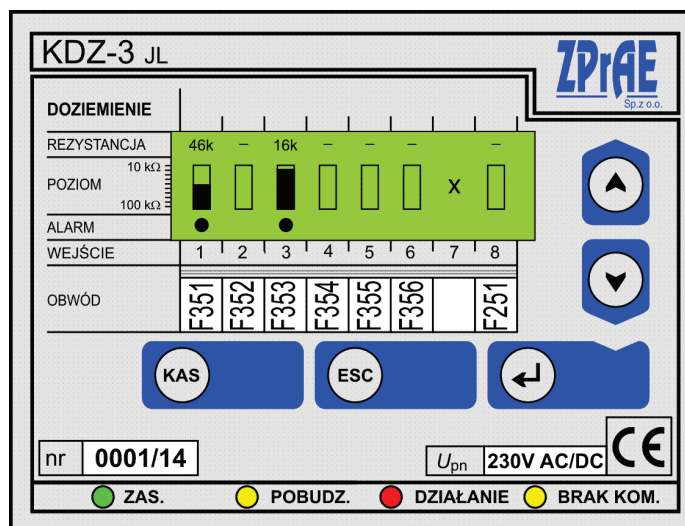 KDZ-3 JL
ZPrAE
Sp.z o.o.
DOZIEMIENIE
REZYSTANCJA 46k – 16k – – – –
POZIOM 10 kΩ 100 kΩ x
ALARM
WEJŚCIE 1 2 3 4 5 6 7 8
OBWÓD F351 F352 F353 F354 F355 F356 F251
KAS ESC
nr 0001/14 Upn 230V AC/DC CE
ZAS. POBUDZ. DZIAŁANIE BRAK KOM.